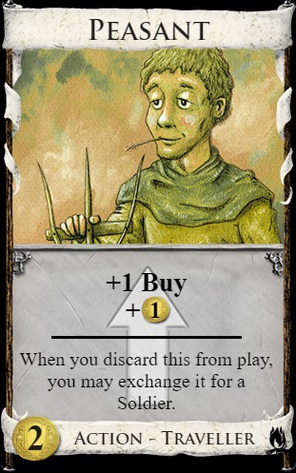 PEASANT
+1 Buy
+ 1
When you discard this from play,
you may exchange it for a
Soldier.
2 ACTION - TRAVELLER